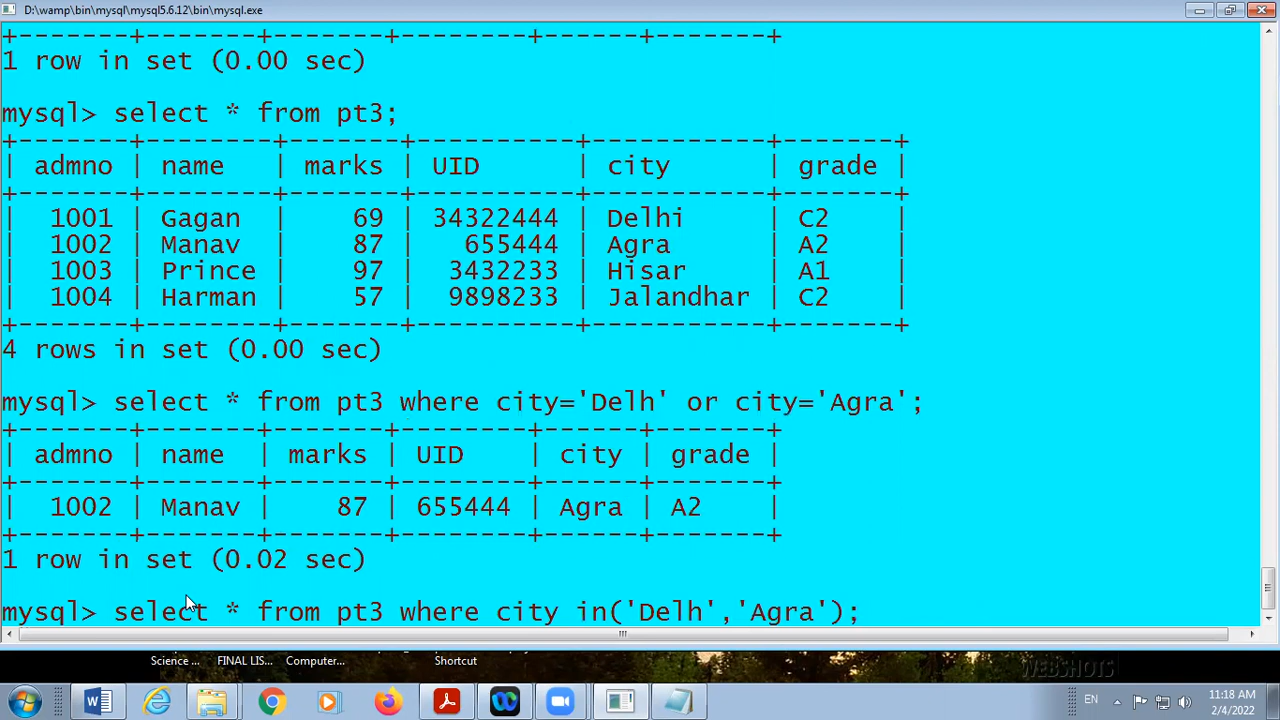 D:\wamp\bin\mysql\mysql5.6.12\bin\mysql.exe
+-------+-------+--------+--------+------+-------+
1 row in set (0.00 sec)
mysql> select * from pt3;
+-------+--------+-------+----------+-----------+-------+
| admno | name   | marks | UID      | city      | grade |
+-------+--------+-------+----------+-----------+-------+
|  1001 | Gagan  |    69 | 34322444 | Delhi     | C2    |
|  1002 | Manav  |    87 |   655444 | Agra      | A2    |
|  1003 | Prince |    97 |  3432233 | Hisar     | A1    |
|  1004 | Harman |    57 |  9898233 | Jalandhar | C2    |
+-------+--------+-------+----------+-----------+-------+
4 rows in set (0.00 sec)
mysql> select * from pt3 where city='Delh' or city='Agra';
+-------+-------+-------+--------+------+-------+
| admno | name  | marks | UID    | city | grade |
+-------+-------+-------+--------+------+-------+
|  1002 | Manav |    87 | 655444 | Agra | A2    |
+-------+-------+-------+--------+------+-------+
1 row in set (0.02 sec)
mysql> select * from pt3 where city in('Delh','Agra');
Science ... FINAL LIS... Computer... Shortcut
WEBSHOTS
EN 11:18 AM
2/4/2022